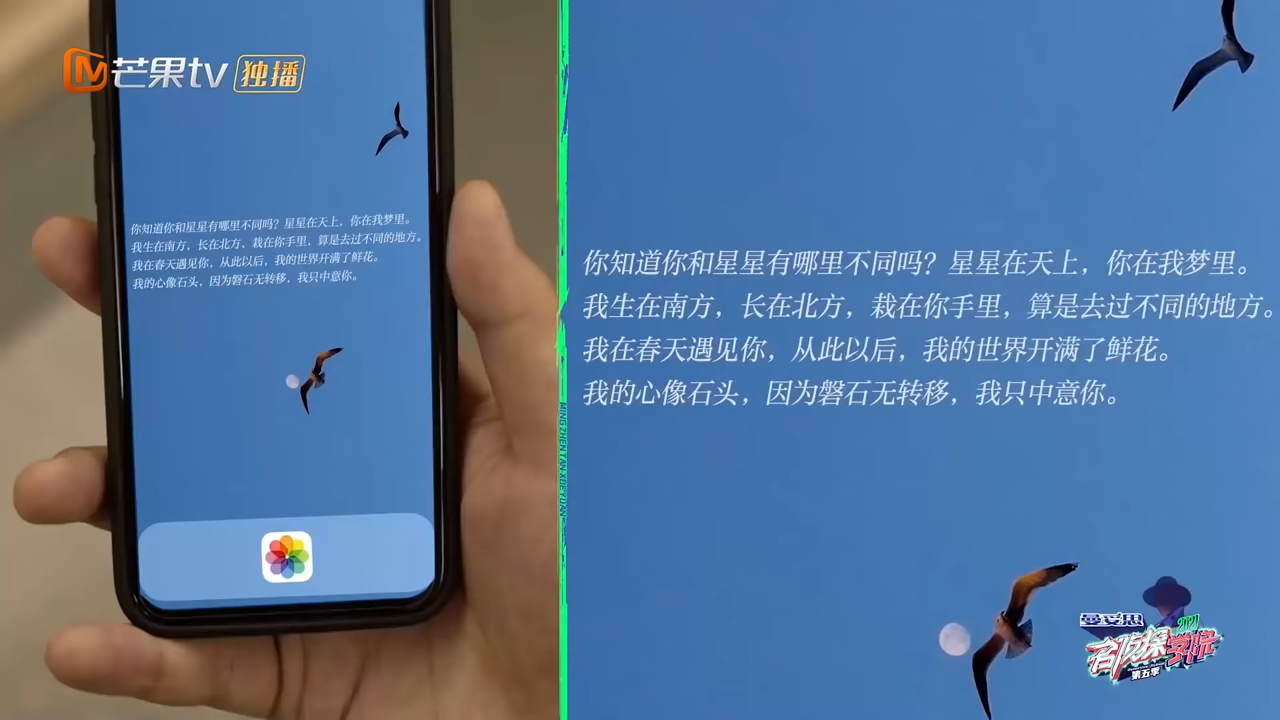 芒果tv 独播
你知道你和星星有哪里不同吗？星星在天上，你在我梦里。
我生在南方，长在北方，栽在你手里，算是去过不同的地方。
我在春天遇见你，从此以后，我的世界开满了鲜花。
我的心像石头，因为磐石无转移，我只中意你。
你知道你和星星有哪里不同吗？星星在天上，你在我梦里。
我生在南方，长在北方，栽在你手里，算是去过不同的地方。
我在春天遇见你，从此以后，我的世界开满了鲜花。
我的心像石头，因为磐石无转移，我只中意你。
MINGZHENTANXUEYUAN
名侦探学院
第五季